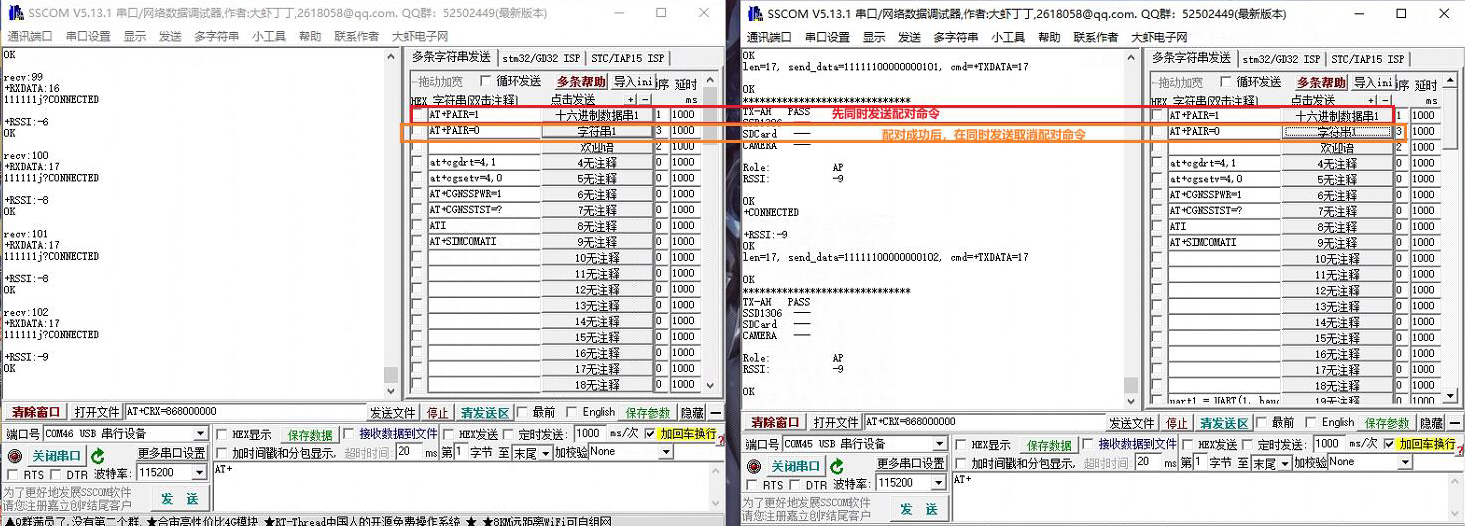 SSCOM V5.13.1 串口/网络数据调试器,作者:大虾丁丁,2618058@qq.com. QQ群：52502449(最新版本)
通讯端口 串口设置 显示 发送 多字符串 小工具 帮助 联系作者 大虾电子网
OK
recv:99
+RXDATA:16
111111j?CONNECTED
+RSSI:-6
OK
recv:100
+RXDATA:17
111111j?CONNECTED
+RSSI:-8
OK
recv:101
+RXDATA:17
111111j?CONNECTED
+RSSI:-8
OK
recv:102
+RXDATA:17
111111j?CONNECTED
+RSSI:-9
OK
多条字符串发送 stm32/GD32 ISP STC/IAP15 ISP
拖动加宽 循环发送 多条帮助 导入ini 序 延时
HEX 字符串(双击注释) 点击发送 + - ms
AT+PAIR=1 十六进制数据串1 1 1000
AT+PAIR=0 字符串1 3 1000
欢迎语 2 1000
at+cgdrt=4,1 4无注释 0 1000
at+cgsetv=4,0 5无注释 0 1000
AT+CGNSSPWR=1 6无注释 0 1000
AT+CGNSSTST=? 7无注释 0 1000
ATI 8无注释 0 1000
AT+SIMCOMATI 9无注释 0 1000
10无注释 0 1000
11无注释 0 1000
12无注释 0 1000
13无注释 0 1000
14无注释 0 1000
15无注释 0 1000
16无注释 0 1000
17无注释 0 1000
18无注释 0 1000
清除窗口 打开文件 AT+CRX=868000000 发送文件 停止 清发送区 最前 English 保存参数 隐藏
端口号 COM46 USB 串行设备 HEX显示 保存数据 接收数据到文件 HEX发送 定时发送: 1000 ms/次 加回车换行
关闭串口 更多串口设置 加时间戳和分包显示, 超时时间: 20 ms 第1 字节 至 末尾 加校验 None
RTS DTR 波特率: 115200 AT+
为了更好地发展SSCOM软件
请您注册嘉立创F结尾客户
发 送
▲9群满员了,没有第二个群. ★合宙高性价比4G模块 ★RT-Thread中国人的开源免费操作系统 ★ ★8KM远距离WiFi可自组网
SSCOM V5.13.1 串口/网络数据调试器,作者:大虾丁丁,2618058@qq.com. QQ群：52502449(最新版本)
通讯端口 串口设置 显示 发送 多字符串 小工具 帮助 联系作者 大虾电子网
OK
len=17, send_data=11111100000000101, cmd=+TXDATA=17
OK
******************************
TX-AH PASS
SSD1306
SDCard
CAMERA
先同时发送配对命令
配对成功后，在同时发送取消配对命令
Role: AP
RSSI: -9
OK
+CONNECTED
+RSSI:-9
OK
len=17, send_data=11111100000000102, cmd=+TXDATA=17
OK
******************************
TX-AH PASS
SSD1306
SDCard
CAMERA
Role: AP
RSSI: -9
OK
多条字符串发送 stm32/GD32 ISP STC/IAP15 ISP
拖动加宽 循环发送 多条帮助 导入ini 序 延时
HEX 字符串(双击注释) 点击发送 + - ms
AT+PAIR=1 十六进制数据串1 1 1000
AT+PAIR=0 字符串1 3 1000
欢迎语 2 1000
at+cgdrt=4,1 4无注释 0 1000
at+cgsetv=4,0 5无注释 0 1000
AT+CGNSSPWR=1 6无注释 0 1000
AT+CGNSSTST=? 7无注释 0 1000
ATI 8无注释 0 1000
AT+SIMCOMATI 9无注释 0 1000
10无注释 0 1000
11无注释 0 1000
12无注释 0 1000
13无注释 0 1000
14无注释 0 1000
15无注释 0 1000
16无注释 0 1000
17无注释 0 1000
18无注释 0 1000
19无注释 0 1000
清除窗口 打开文件 AT+CRX=868000000 发送文件 停止 清发送区 最前 English 保存参数 隐藏
端口号 COM45 USB 串行设备 HEX显示 保存数据 接收数据到文件 HEX发送 定时发送: 1000 ms/次 加回车换行
关闭串口 更多串口设置 加时间戳和分包显示, 超时时间: 20 ms 第1 字节 至 末尾 加校验 None
RTS DTR 波特率: 115200 AT+
为了更好地发展SSCOM软件
请您注册嘉立创F结尾客户
发 送